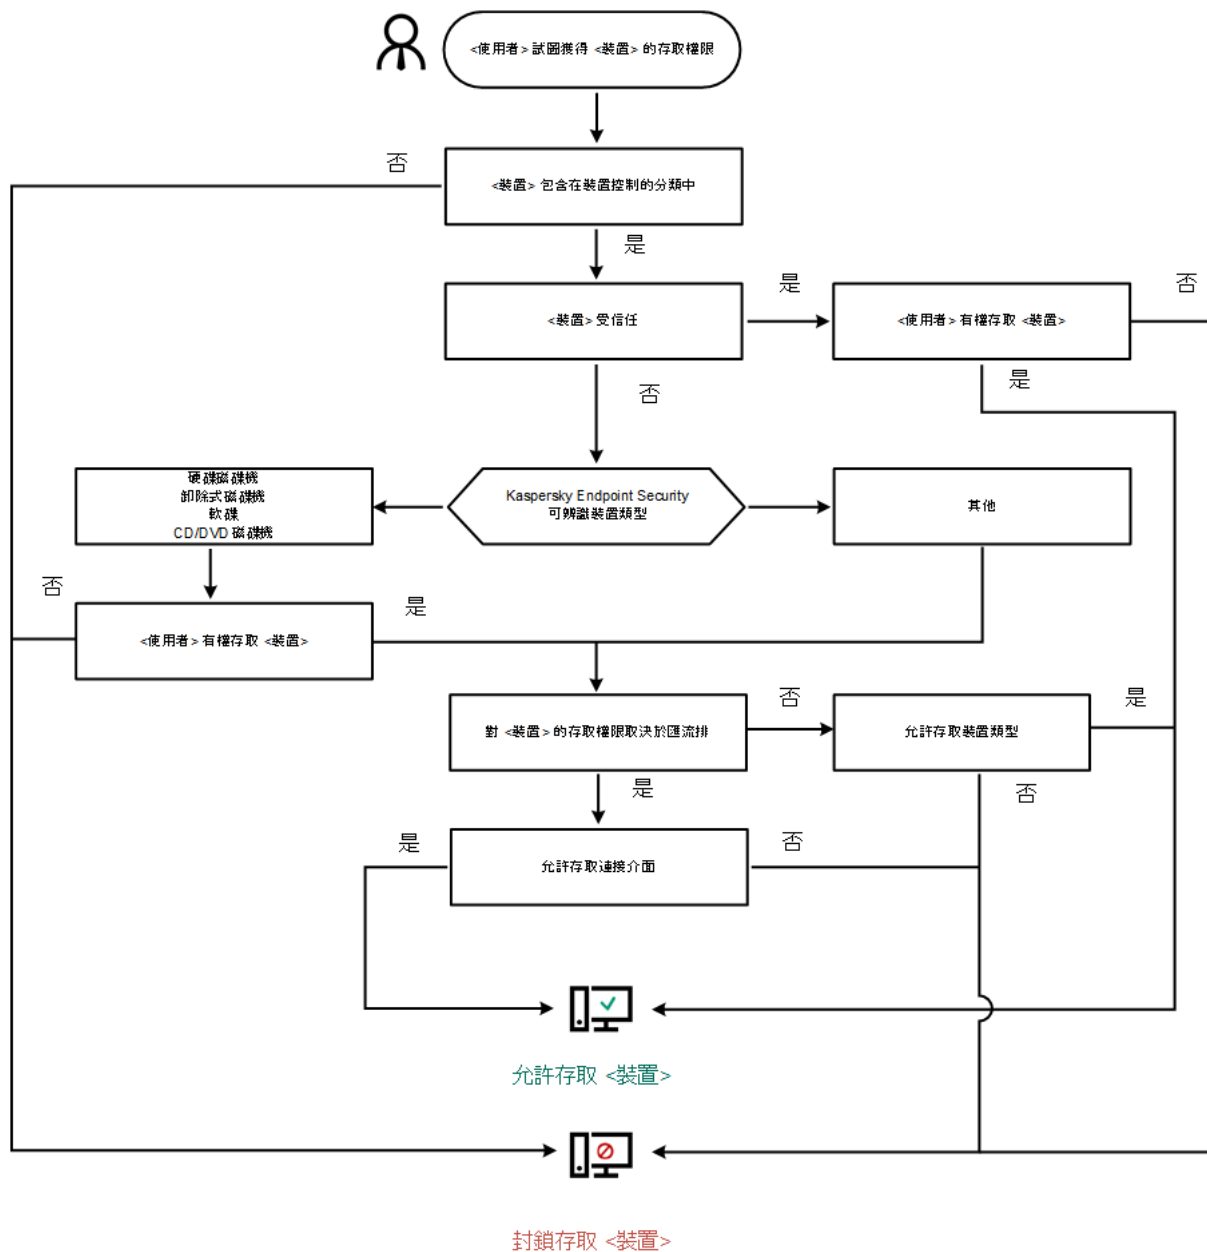 <使用者> 試圖獲得 <裝置> 的存取權限
否
<裝置> 包含在裝置控制的分類中
是
<裝置> 受信任
是
<使用者> 有權存取 <裝置>
否
是
否
硬碟磁碟機
卸除式磁碟機
軟碟
CD/DVD 磁碟機
Kaspersky Endpoint Security
可辨識裝置類型
其他
否
<使用者> 有權存取 <裝置>
是
對 <裝置> 的存取權限取決於匯流排
否
允許存取裝置類型
是
是
否
是
允許存取連接介面
否
允許存取 <裝置>
封鎖存取 <裝置>